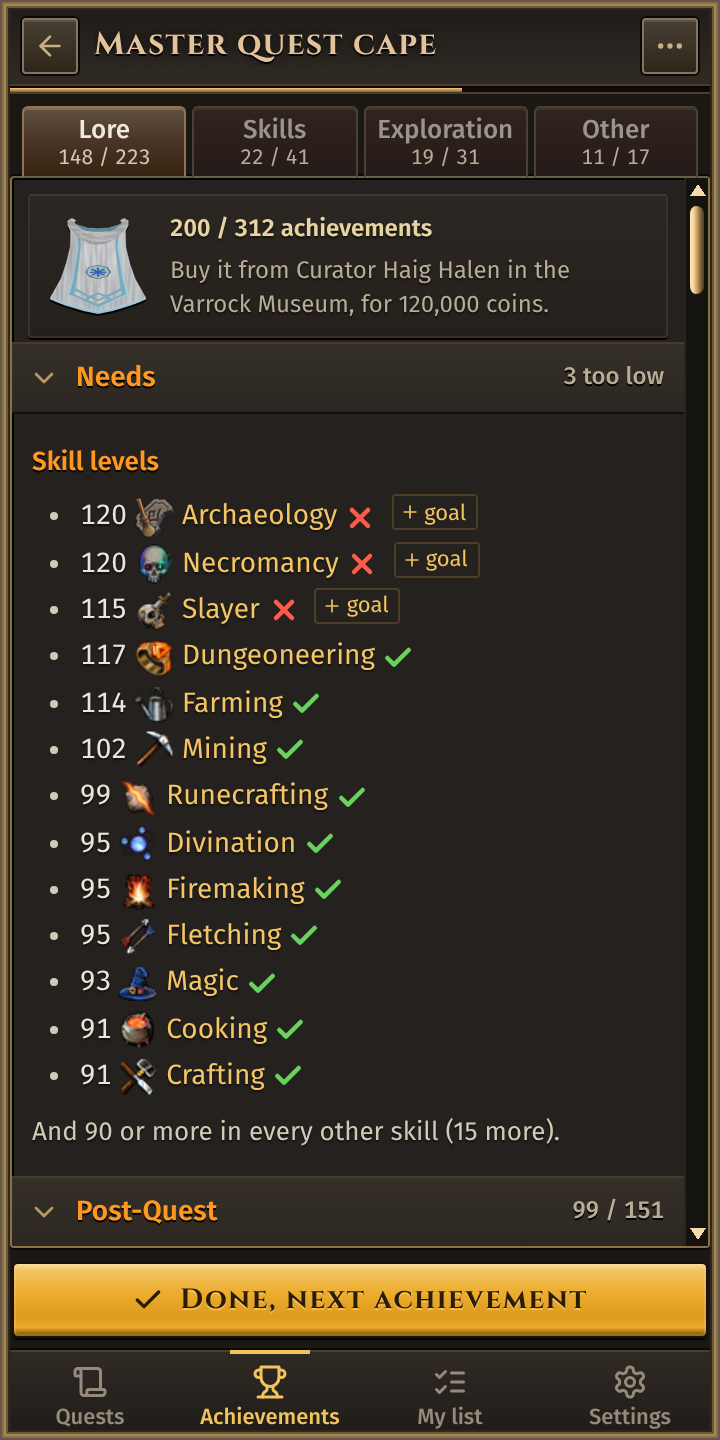 Master Quest Cape
Lore
148 / 223
Skills
22 / 41
Exploration
19 / 31
Other
11 / 17
200 / 312 achievements
Buy it from Curator Haig Halen in the
Varrock Museum, for 120,000 coins.
Needs
3 too low
Skill levels
120 Archaeology + goal
120 Necromancy + goal
115 Slayer + goal
117 Dungeoneering
114 Farming
102 Mining
99 Runecrafting
95 Divination
95 Firemaking
95 Fletching
93 Magic
91 Cooking
91 Crafting
And 90 or more in every other skill (15 more).
Post-Quest
99 / 151
Done, next achievement
Quests
Achievements
My list
Settings